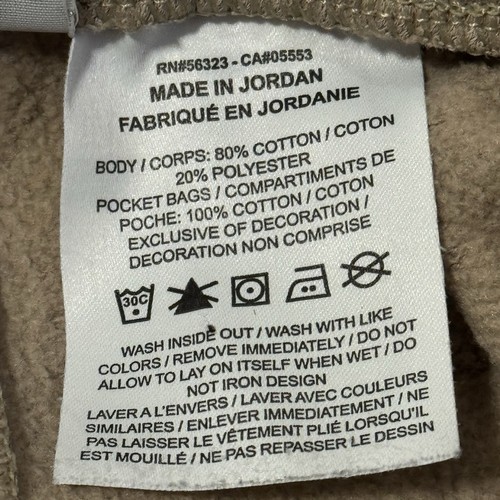 RN#56323 - CA#05553
MADE IN JORDAN
FABRIQUÉ EN JORDANIE
BODY / CORPS: 80% COTTON / COTON
20% POLYESTER
POCKET BAGS / COMPARTIMENTS DE
POCHE: 100% COTTON / COTON
EXCLUSIVE OF DECORATION /
DECORATION NON COMPRISE
30C
WASH INSIDE OUT / WASH WITH LIKE
COLORS / REMOVE IMMEDIATELY / DO NOT
ALLOW TO LAY ON ITSELF WHEN WET / DO
NOT IRON DESIGN
LAVER A L'ENVERS / LAVER AVEC COULEURS
SIMILAIRES / ENLEVER IMMEDIATEMENT / NE
PAS LAISSER LE VÊTEMENT PLIÉ LORSQU'IL
EST MOUILLÉ / NE PAS REPASSER LE DESSIN